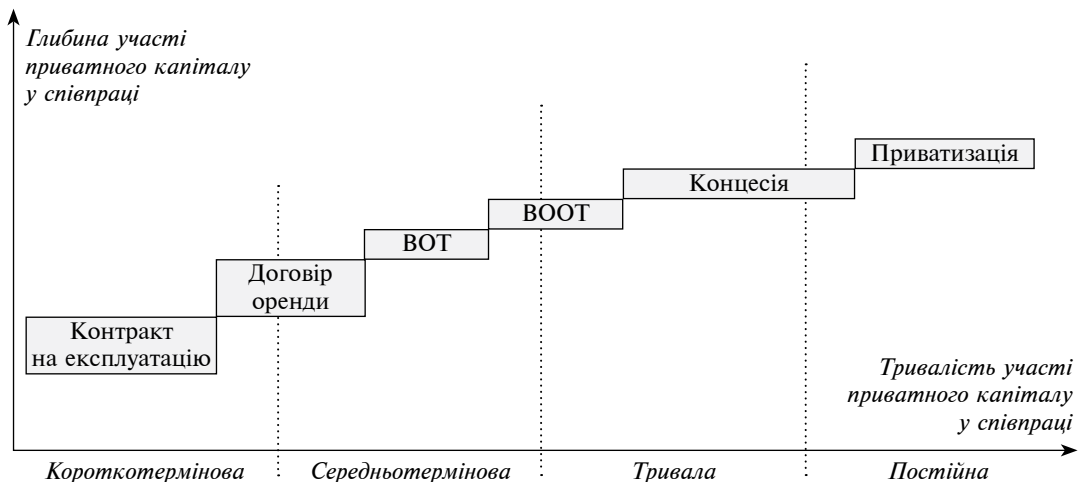 Глибина участі
приватного капіталу
у співпраці
Приватизація
Концесія
BOOT
BOT
Договір
оренди
Контракт
на експлуатацію
Тривалість участі
приватного капіталу
у співпраці
Короткотермінова Середньотермінова Тривала Постійна